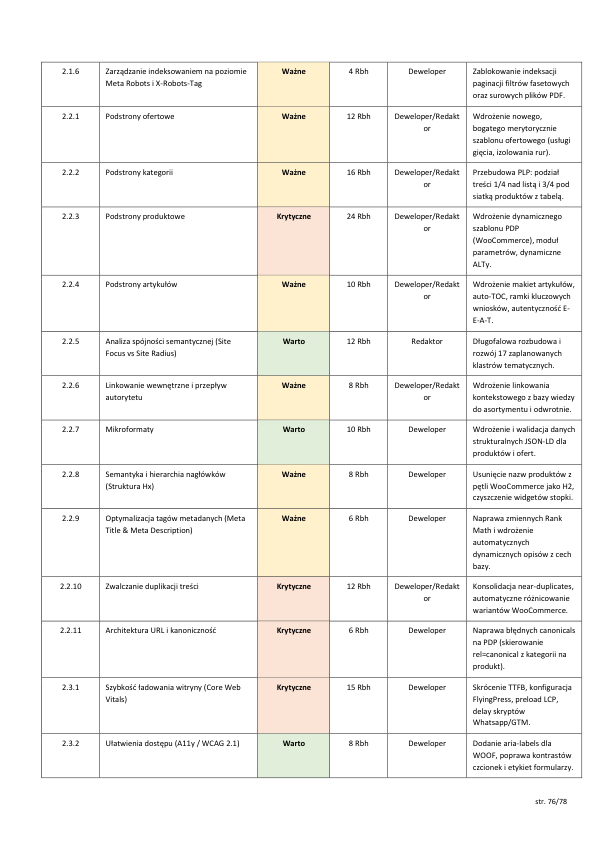 2.1.6 Zarządzanie indeksowaniem na poziomie Ważne 4 Rbh Deweloper Zablokowanie indeksacji
Meta Robots i X-Robots-Tag paginacji filtrów fasetowych
oraz surowych plików PDF.
2.2.1 Podstrony ofertowe Ważne 12 Rbh Deweloper/Redakt Wdrożenie nowego,
or bogatego merytorycznie
szablonu ofertowego (usługi
gięcia, izolowania rur).
2.2.2 Podstrony kategorii Ważne 16 Rbh Deweloper/Redakt Przebudowa PLP: podział
or treści 1/4 nad listą i 3/4 pod
siatką produktów z tabelą.
2.2.3 Podstrony produktowe Krytyczne 24 Rbh Deweloper/Redakt Wdrożenie dynamicznego
or szablonu PDP
(WooCommerce), moduł
parametrów, dynamiczne
ALTy.
2.2.4 Podstrony artykułów Ważne 10 Rbh Deweloper/Redakt Wdrożenie makiet artykułów,
or auto-TOC, ramki kluczowych
wniosków, autentyczność E-
E-A-T.
2.2.5 Analiza spójności semantycznej (Site Warto 12 Rbh Redaktor Długofalowa rozbudowa i
Focus vs Site Radius) rozwój 17 zaplanowanych
klastrów tematycznych.
2.2.6 Linkowanie wewnętrzne i przepływ Ważne 8 Rbh Deweloper/Redakt Wdrożenie linkowania
autorytetu or kontekstowego z bazy wiedzy
do asortymentu i odwrotnie.
2.2.7 Mikroformaty Warto 10 Rbh Deweloper Wdrożenie i walidacja danych
strukturalnych JSON-LD dla
produktów i ofert.
2.2.8 Semantyka i hierarchia nagłówków Ważne 8 Rbh Deweloper Usunięcie nazw produktów z
(Struktura Hx) pętli WooCommerce jako H2,
czyszczenie widgetów stopki.
2.2.9 Optymalizacja tagów metadanych (Meta Ważne 6 Rbh Deweloper Naprawa zmiennych Rank
Title & Meta Description) Math i wdrożenie
automatycznych
dynamicznych opisów z cech
bazy.
2.2.10 Zwalczanie duplikacji treści Krytyczne 12 Rbh Deweloper/Redakt Konsolidacja near-duplicates,
or automatyczne różnicowanie
wariantów WooCommerce.
2.2.11 Architektura URL i kanoniczność Krytyczne 6 Rbh Deweloper Naprawa błędnych canonicals
na PDP (skierowanie
rel=canonical z kategorii na
produkt).
2.3.1 Szybkość ładowania witryny (Core Web Krytyczne 15 Rbh Deweloper Skrócenie TTFB, konfiguracja
Vitals) FlyingPress, preload LCP,
delay skryptów
Whatsapp/GTM.
2.3.2 Ułatwienia dostępu (A11y / WCAG 2.1) Warto 8 Rbh Deweloper Dodanie aria-labels dla
WOOF, poprawa kontrastów
czcionek i etykiet formularzy.
str. 76/78